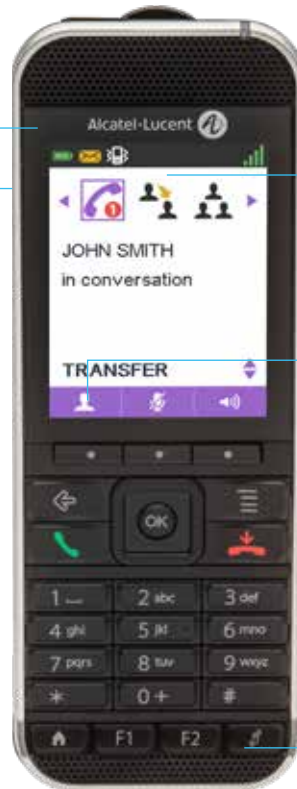 Alcatel-Lucent
1
JOHN SMITH
in conversation
TRANSFER
OK
1 2 abc 3 def
4 ghi 5 jkl 6 mno
7 pqrs 8 tuv 9 wxyz
* 0 + #
F1 F2